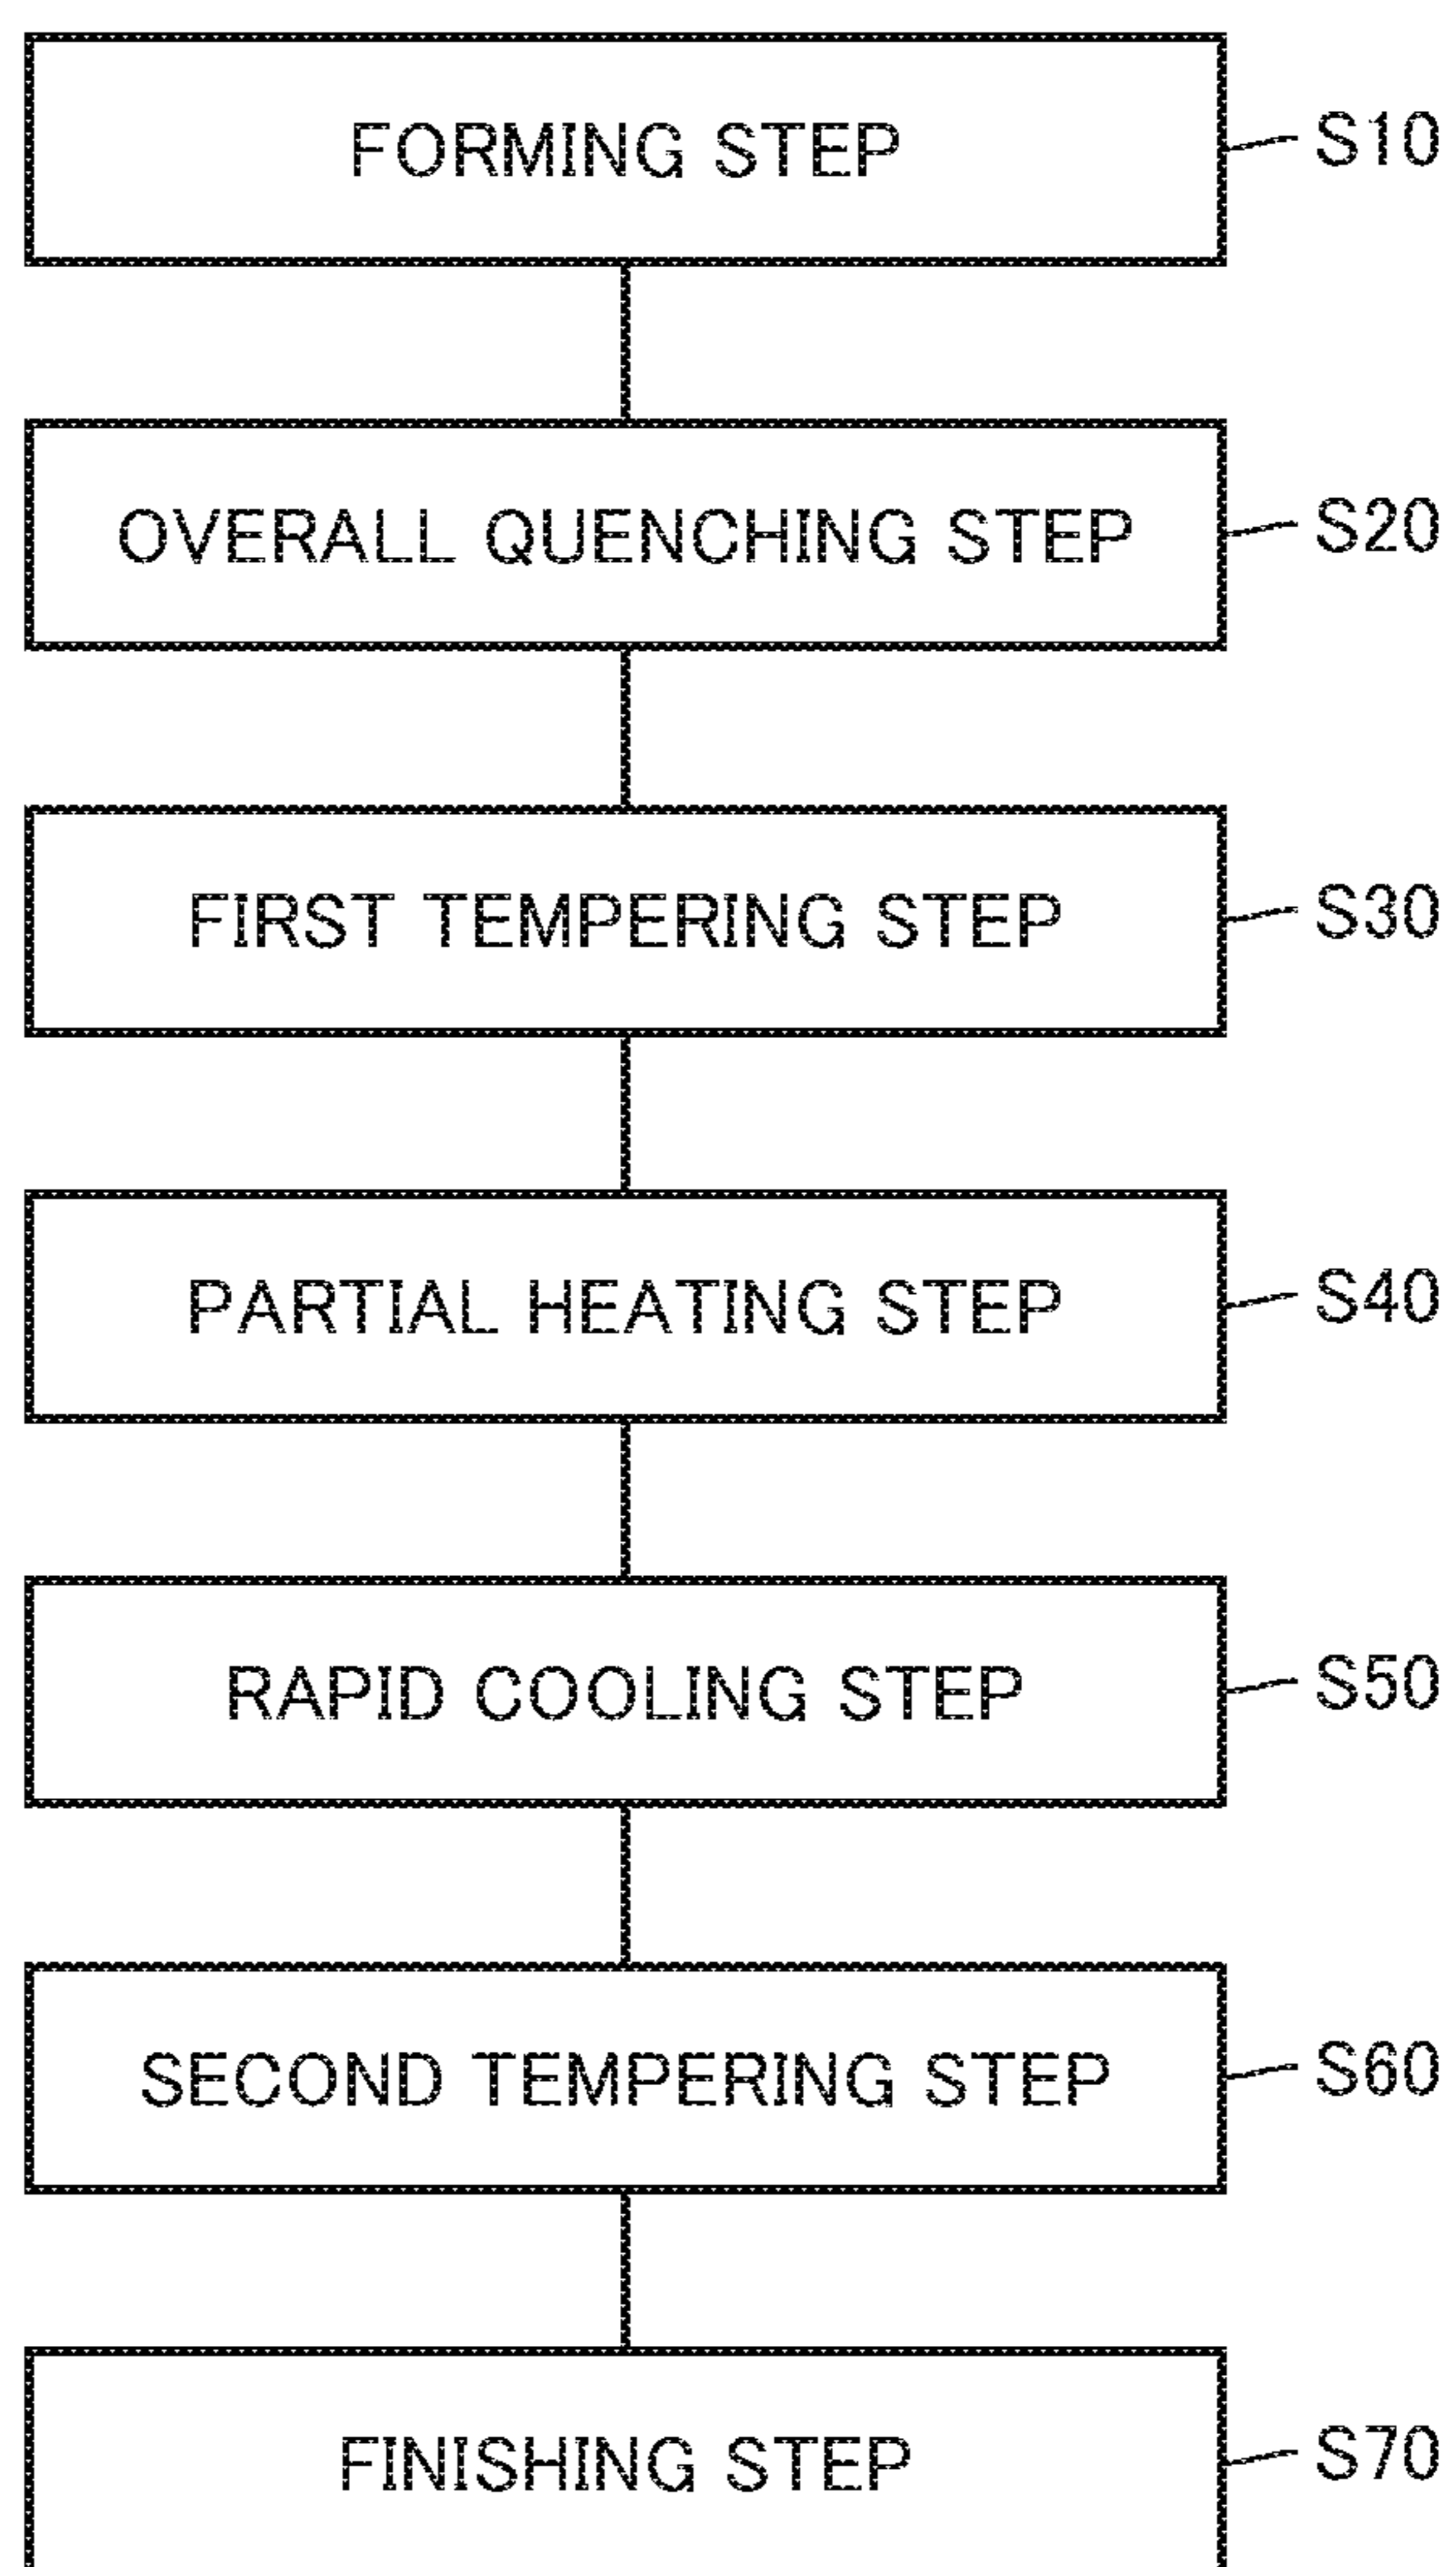 FORMING STEP S10
OVERALL QUENCHING STEP S20
FIRST TEMPERING STEP S30
PARTIAL HEATING STEP S40
RAPID COOLING STEP S50
SECOND TEMPERING STEP S60
FINISHING STEP S70